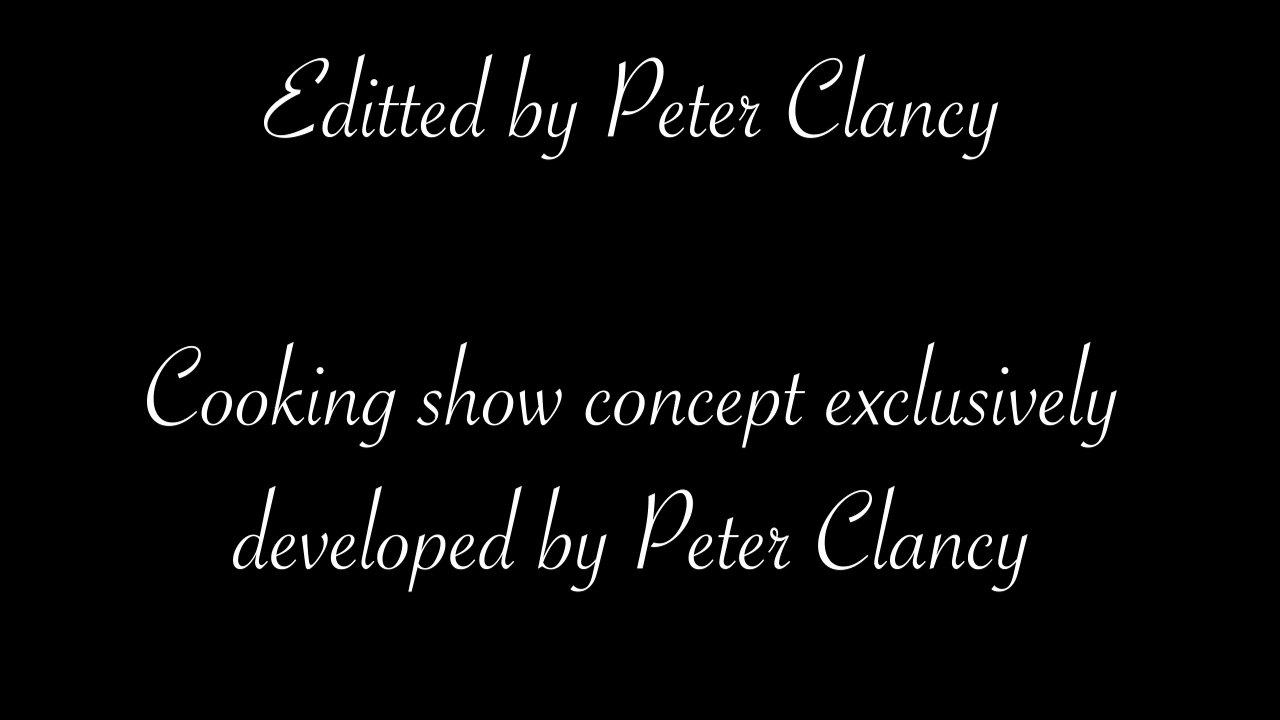 Editted by Peter Clancy
Cooking show concept exclusively
developed by Peter Clancy